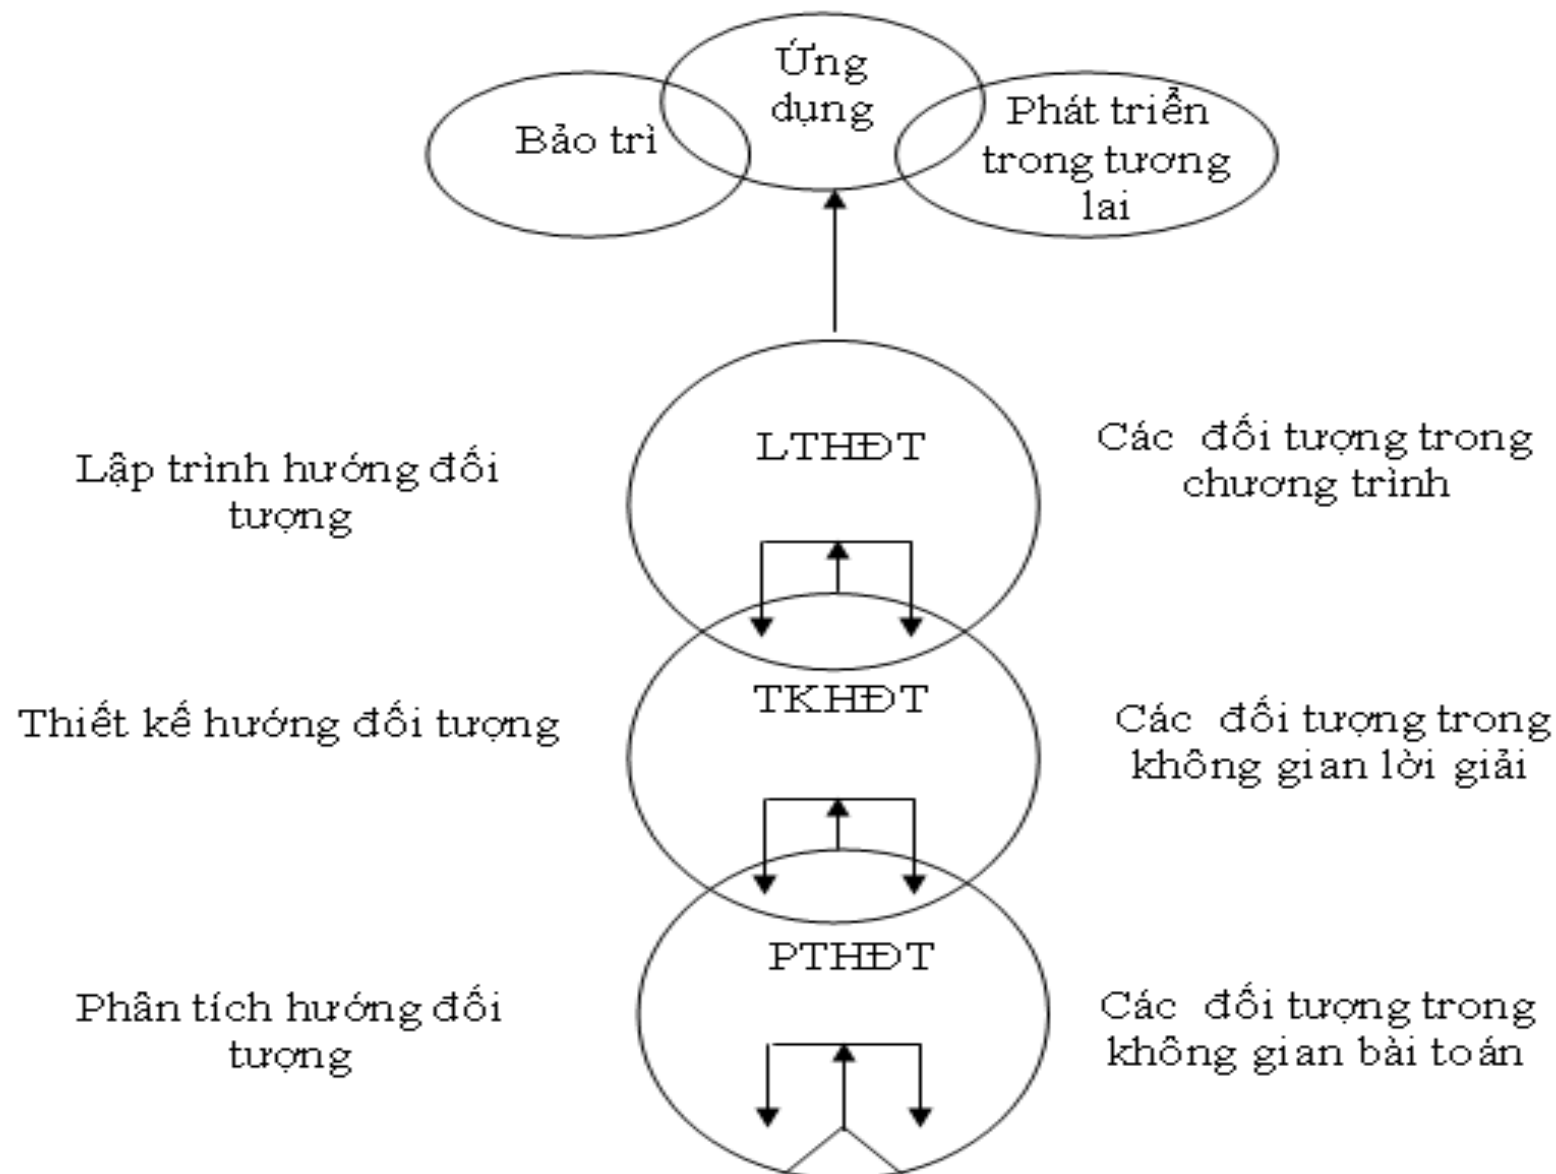 Ứng
dụng
Bảo trì
Phát triển
trong tương
lai
LTHĐT
Lập trình hướng đối
tượng
Các đối tượng trong
chương trình
TKHĐT
Thiết kế hướng đối tượng
Các đối tượng trong
không gian lời giải
PTHĐT
Phân tích hướng đối
tượng
Các đối tượng trong
không gian bài toán